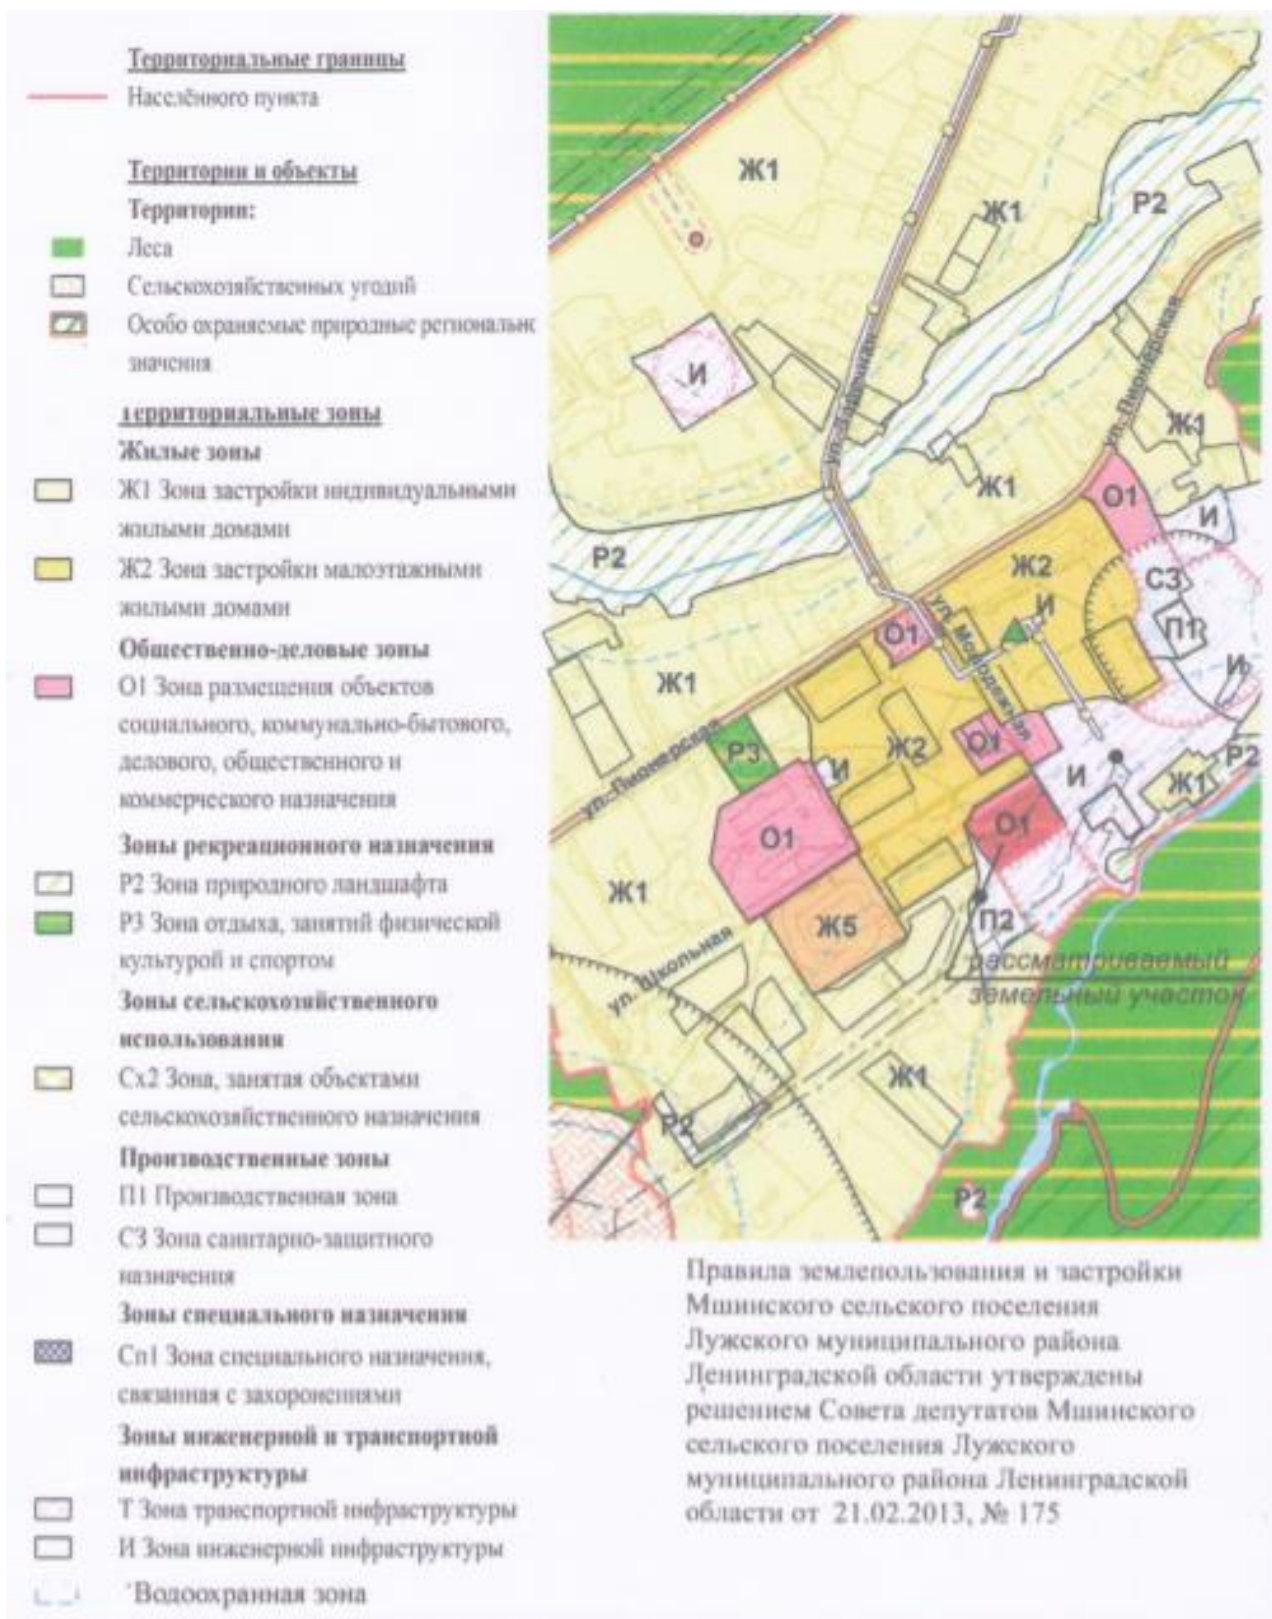 Территориальные границы
Населённого пункта
Территории и объекты
Территории:
Леса
Сельскохозяйственных угодий
Особо охраняемые природные регионально
значения
Территориальные зоны
Жилые зоны
Ж1 Зона застройки индивидуальными
жилыми домами
Ж2 Зона застройки малоэтажными
жилыми домами
Общественно-деловые зоны
О1 Зона размещения объектов
социального, коммунально-бытового,
делового, общественного и
коммерческого назначения
Зоны рекреационного назначения
Р2 Зона природного ландшафта
Р3 Зона отдыха, занятий физической
культурой и спортом
Зоны сельскохозяйственного
использования
Сх2 Зона, занятая объектами
сельскохозяйственного назначения
Производственные зоны
П1 Производственная зона
СЗ Зона санитарно-защитного
назначения
Зоны специального назначения
Сп1 Зона специального назначения,
связанная с захоронениями
Зоны инженерной и транспортной
инфраструктуры
Т Зона транспортной инфраструктуры
И Зона инженерной инфраструктуры
Водоохранная зона
Ж1
Ж1
Р2
И
ул. Пионерская
Ж1
Ж1
О1
И
Р2
Ж2
СЗ
И
П1
О1
ул. Молодежная
Ж1
И
Р3
ул. Пионерская
И
Ж2
О1
И
Ж1
Р2
О1
О1
Ж1
Ж5
П2
ул. Школьная
рассматриваемый
земельный участок
Ж1
Р2
Р2
Правила землепользования и застройки
Мшинского сельского поселения
Лужского муниципального района
Ленинградской области утверждены
решением Совета депутатов Мшинского
сельского поселения Лужского
муниципального района Ленинградской
области от 21.02.2013, № 175